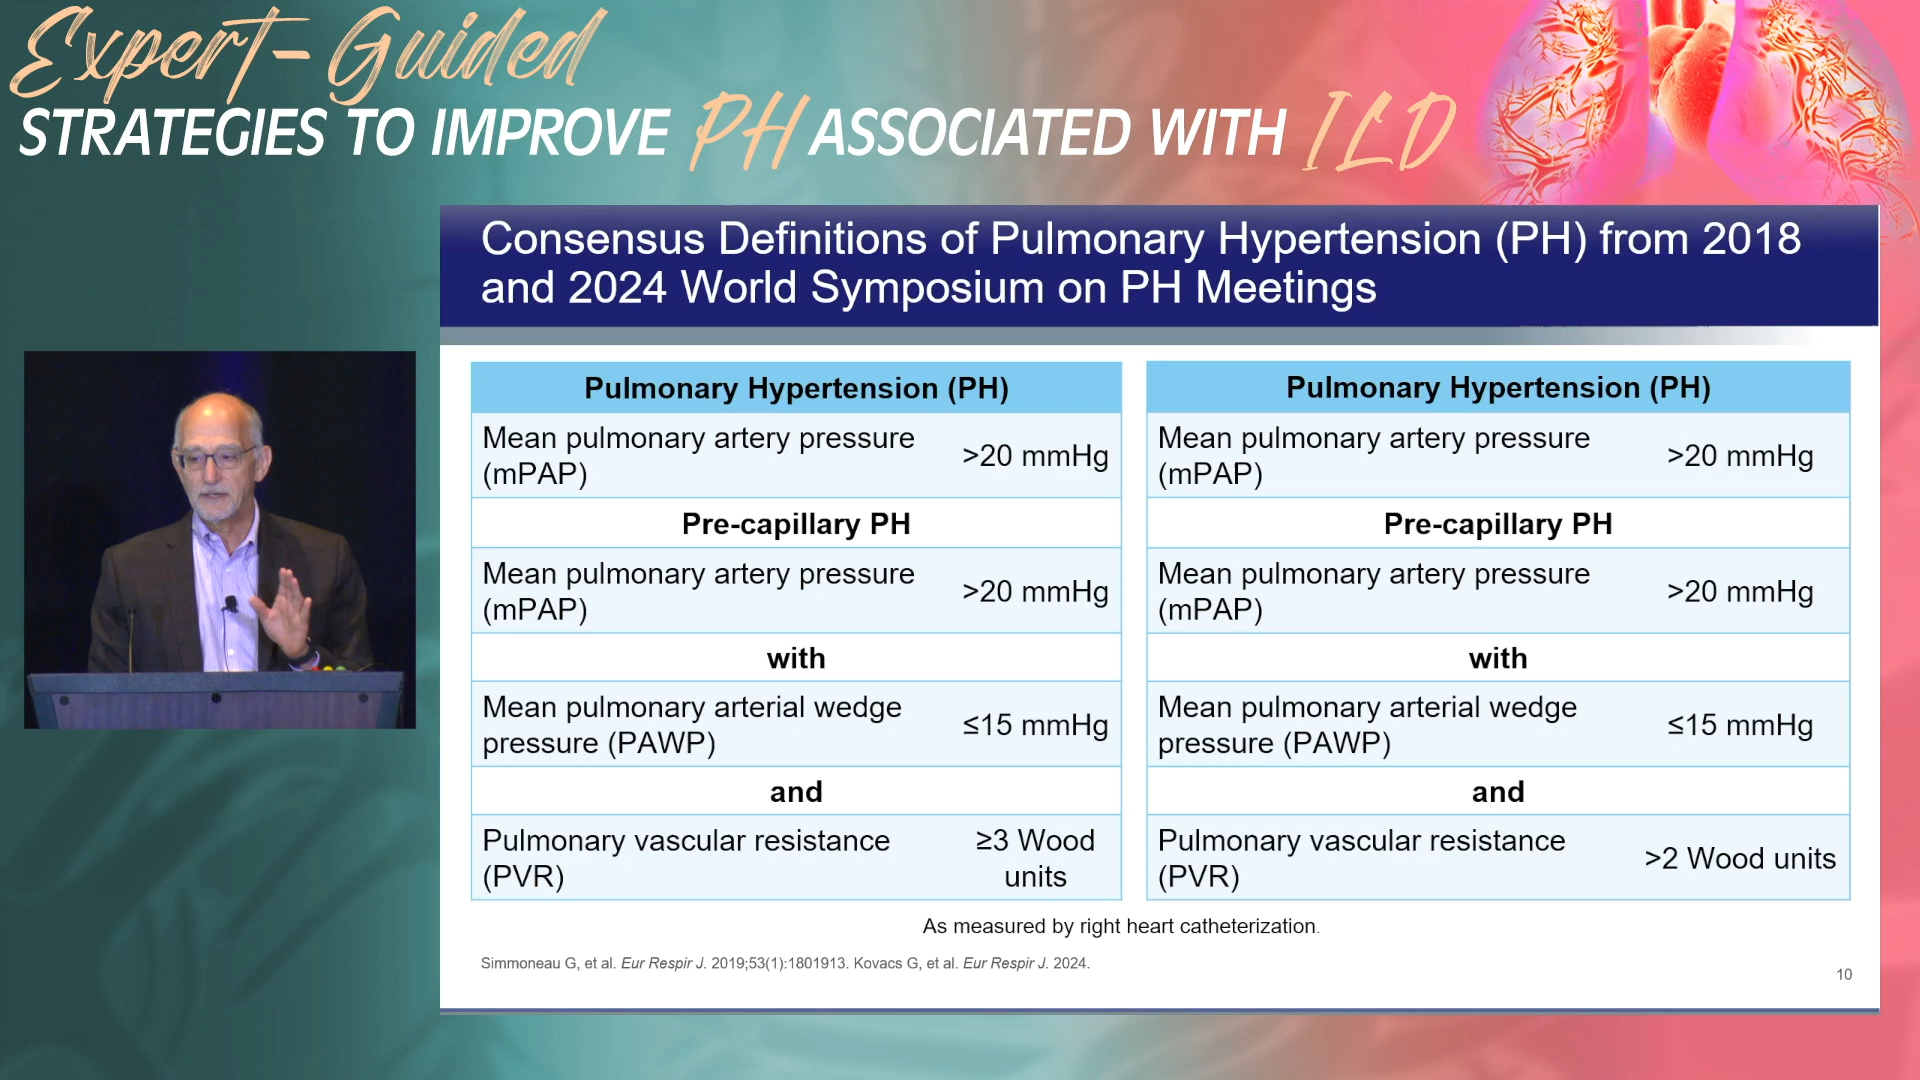 Expert-Guided
STRATEGIES TO IMPROVE PH ASSOCIATED WITH ILD
Consensus Definitions of Pulmonary Hypertension (PH) from 2018
and 2024 World Symposium on PH Meetings
Pulmonary Hypertension (PH)
Mean pulmonary artery pressure
(mPAP)
>20 mmHg
Pre-capillary PH
Mean pulmonary artery pressure
(mPAP)
>20 mmHg
with
Mean pulmonary arterial wedge
pressure (PAWP)
≤15 mmHg
and
Pulmonary vascular resistance
(PVR)
≥3 Wood
units
Pulmonary Hypertension (PH)
Mean pulmonary artery pressure
(mPAP)
>20 mmHg
Pre-capillary PH
Mean pulmonary artery pressure
(mPAP)
>20 mmHg
with
Mean pulmonary arterial wedge
pressure (PAWP)
≤15 mmHg
and
Pulmonary vascular resistance
(PVR)
>2 Wood units
As measured by right heart catheterization.
Simmoneau G, et al. Eur Respir J. 2019;53(1):1801913. Kovacs G, et al. Eur Respir J. 2024.
10